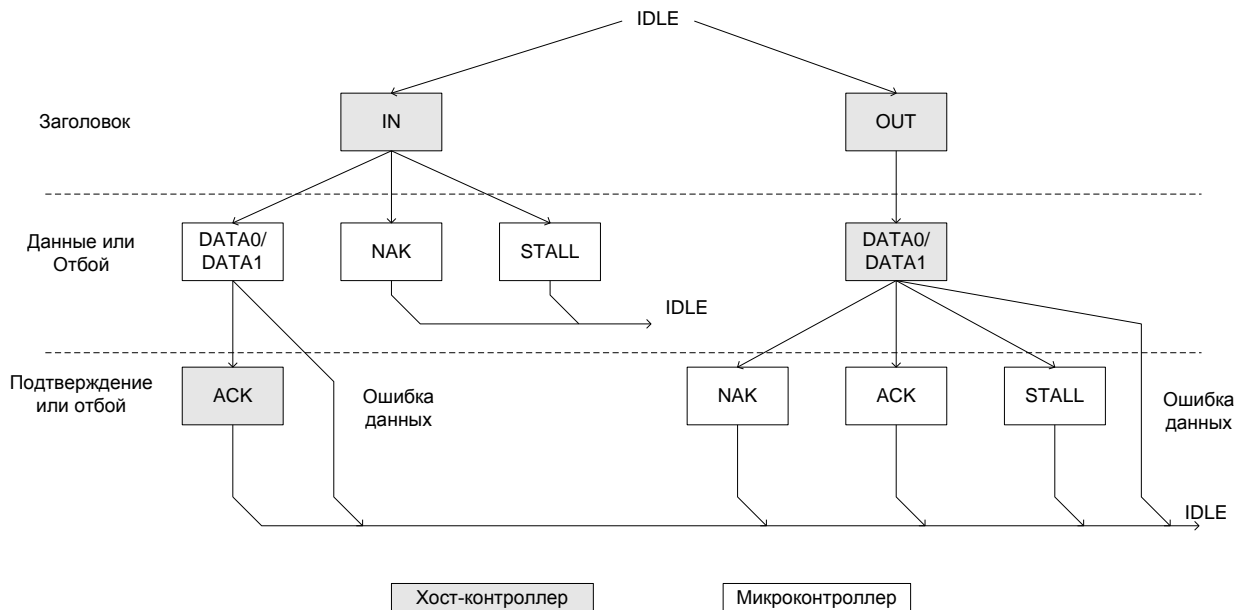 IDLE
Заголовок
IN
OUT
Данные или
Отбой
DATA0/
DATA1
NAK
STALL
DATA0/
DATA1
IDLE
Подтверждение
или отбой
ACK
Ошибка
данных
NAK
ACK
STALL
Ошибка
данных
IDLE
Хост-контроллер
Микроконтроллер